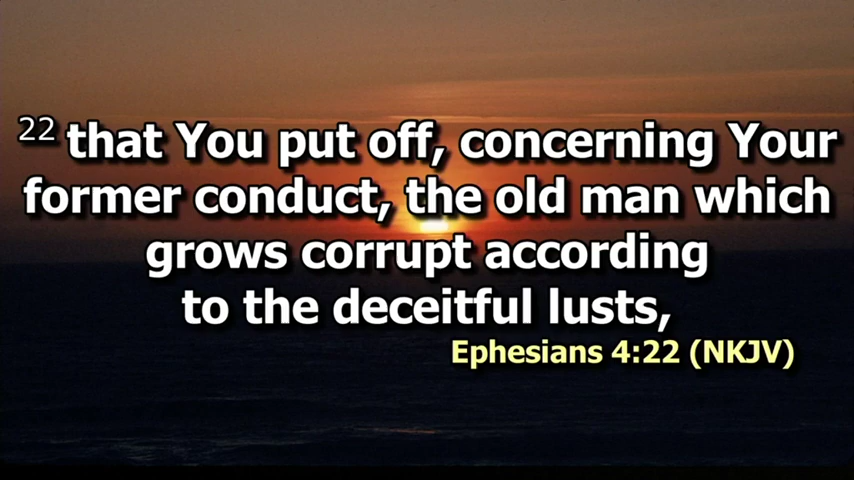 22 that You put off, concerning Your
former conduct, the old man which
grows corrupt according
to the deceitful lusts,
Ephesians 4:22 (NKJV)